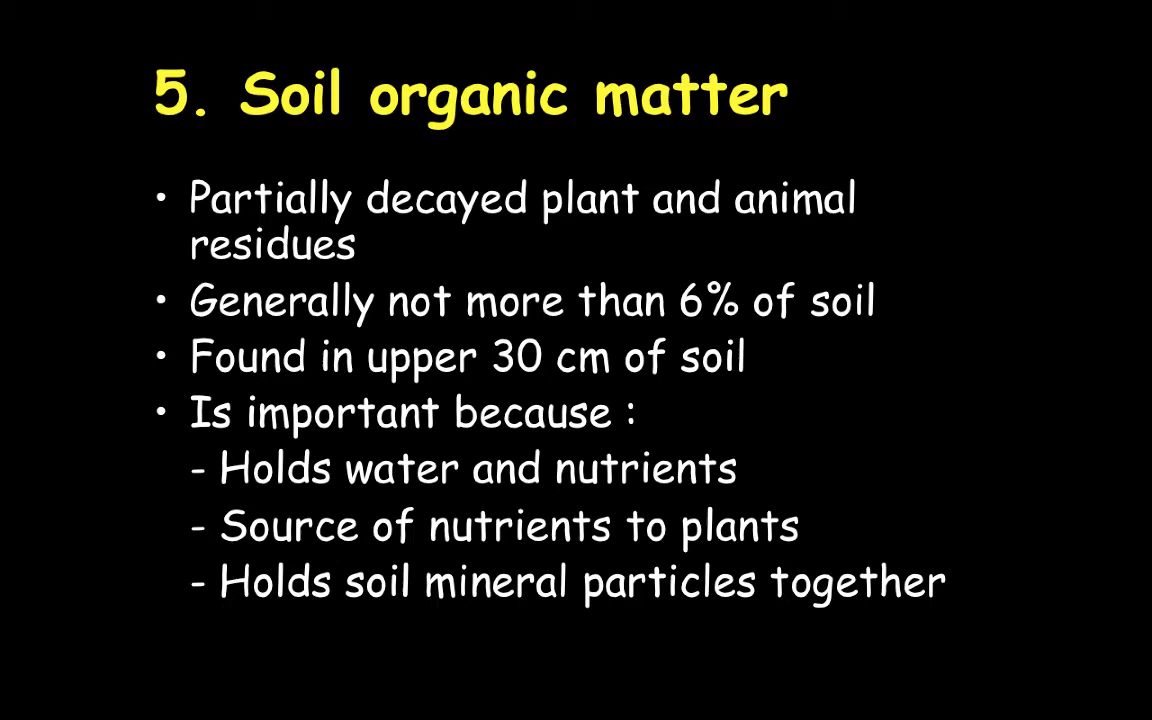 5. Soil organic matter
• Partially decayed plant and animal
residues
• Generally not more than 6% of soil
• Found in upper 30 cm of soil
• Is important because :
- Holds water and nutrients
- Source of nutrients to plants
- Holds soil mineral particles together